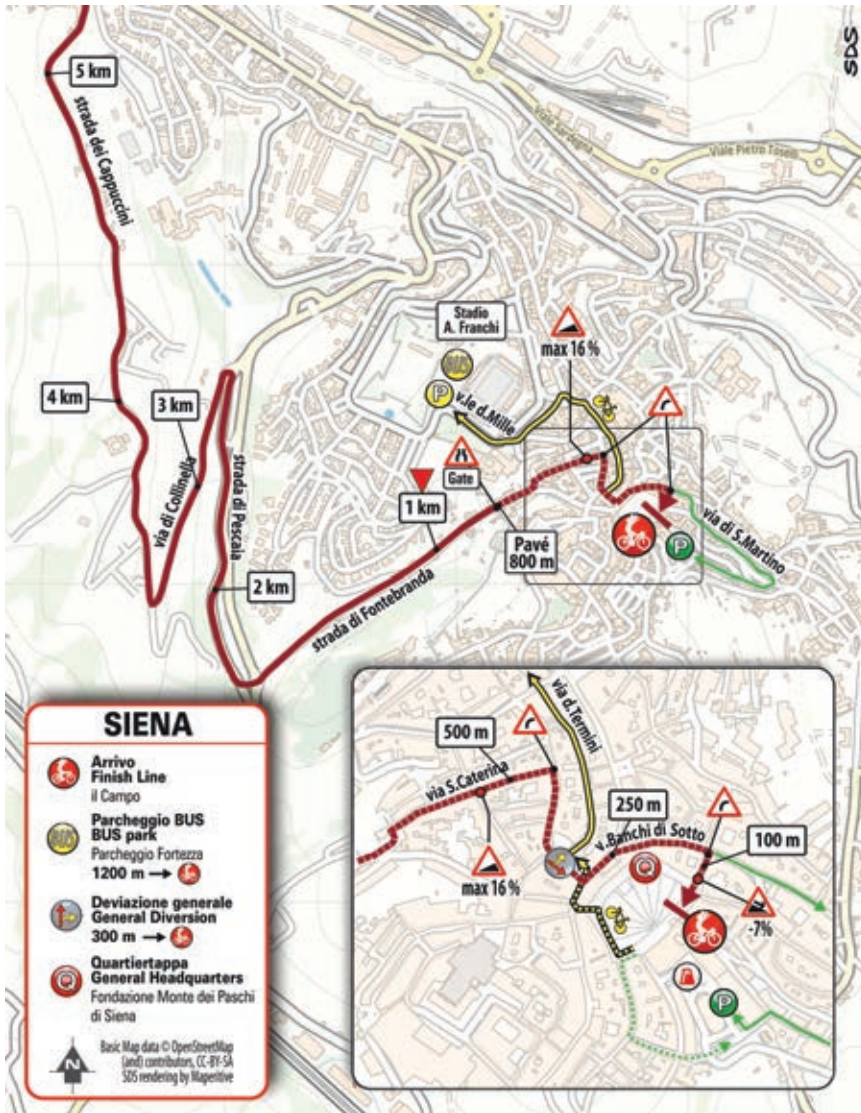 SDS
5 km
strada dei Cappuccini
Viale Sardegna
Viale Pietro Toselli
Stadio
A. Franchi
max 16 %
BUS
P
v.le d.Mille
4 km
3 km
via di Collinella
strada di Pescaia
Gate
1 km
Pavé
800 m
P
via di S.Martino
2 km
strada di Fontebranda
SIENA
Arrivo
Finish Line
il Campo
BUS
Parcheggio BUS
BUS park
Parcheggio Fortezza
1200 m
Deviazione generale
General Diversion
300 m
Q
Quartiertappa
General Headquarters
Fondazione Monte dei Paschi
di Siena
N
Basic Map data © OpenStreetMap
(and) contributors, CC-BY-SA
SDS rendering by Maperitive
via d.Termini
500 m
via S.Caterina
250 m
v.Banchi di Sotto
100 m
max 16 %
Q
-7%
P